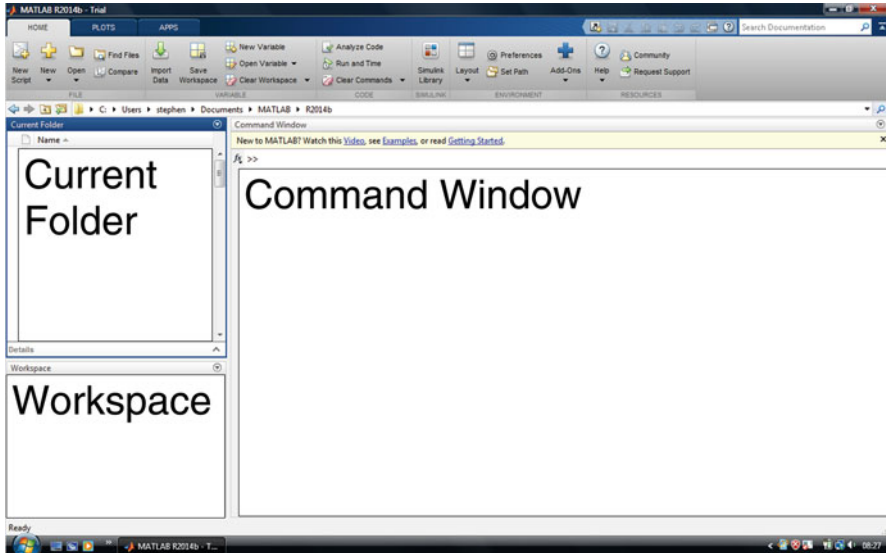 MATLAB R2014b - Trial
HOME PLOTS APPS
Search Documentation
New Script
New
Open
Find Files
Compare
Import Data
Save Workspace
New Variable
Open Variable
Clear Workspace
Analyze Code
Run and Time
Clear Commands
Simulink Library
Layout
Preferences
Set Path
Add-Ons
Help
Community
Request Support
FILE VARIABLE CODE SIMULINK ENVIRONMENT RESOURCES
C: Users stephen Documents MATLAB R2014b
Current Folder
Name
Current
Folder
Details
Workspace
Workspace
Command Window
New to MATLAB? Watch this Video, see Examples, or read Getting Started.
fx >>
Command Window
Ready
MATLAB R2014b - T...
08:27